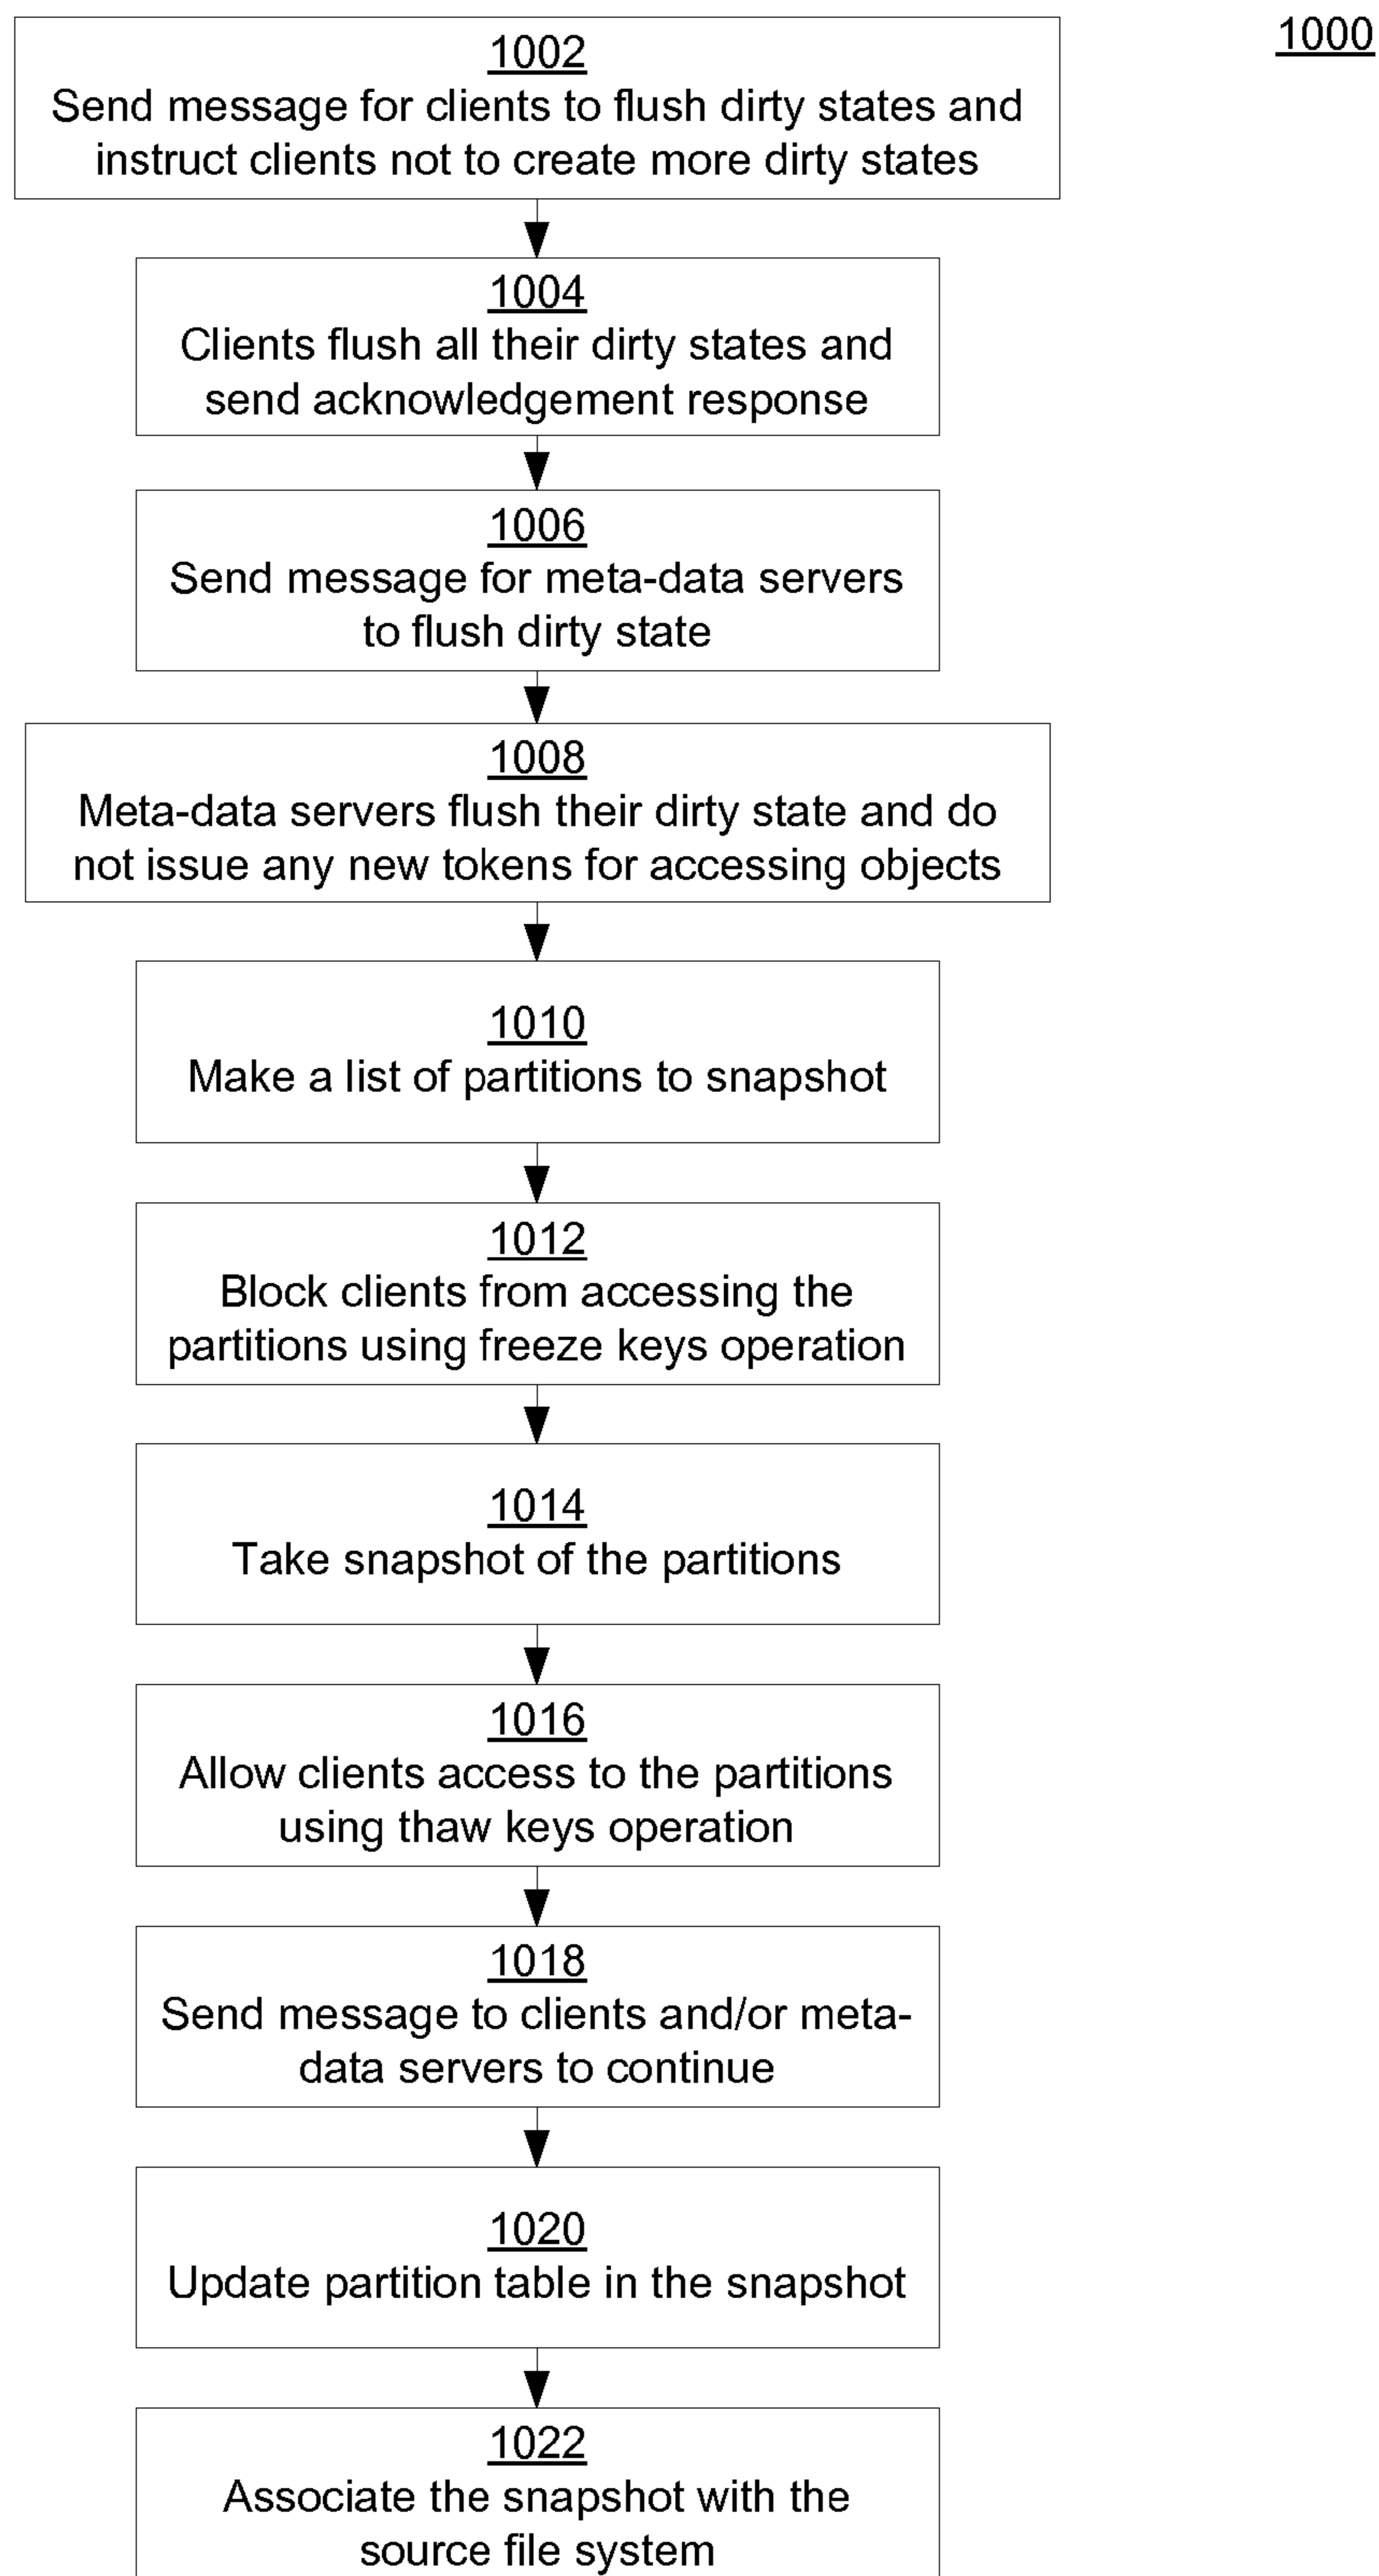 1000
1002
Send message for clients to flush dirty states and
instruct clients not to create more dirty states
1004
Clients flush all their dirty states and
send acknowledgement response
1006
Send message for meta-data servers
to flush dirty state
1008
Meta-data servers flush their dirty state and do
not issue any new tokens for accessing objects
1010
Make a list of partitions to snapshot
1012
Block clients from accessing the
partitions using freeze keys operation
1014
Take snapshot of the partitions
1016
Allow clients access to the partitions
using thaw keys operation
1018
Send message to clients and/or meta-
data servers to continue
1020
Update partition table in the snapshot
1022
Associate the snapshot with the
source file system